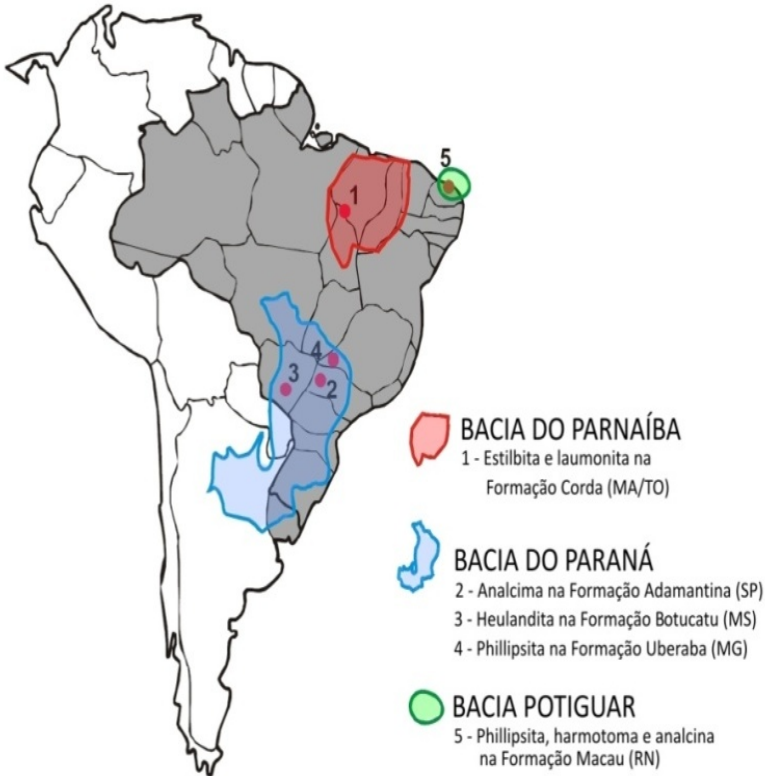 5
1
4
3
2
BACIA DO PARNAÍBA
1 - Estilbita e laumonita na
Formação Corda (MA/TO)
BACIA DO PARANÁ
2 - Analcima na Formação Adamantina (SP)
3 - Heulandita na Formação Botucatu (MS)
4 - Phillipsita na Formação Uberaba (MG)
BACIA POTIGUAR
5 - Phillipsita, harmotoma e analcina
na Formação Macau (RN)